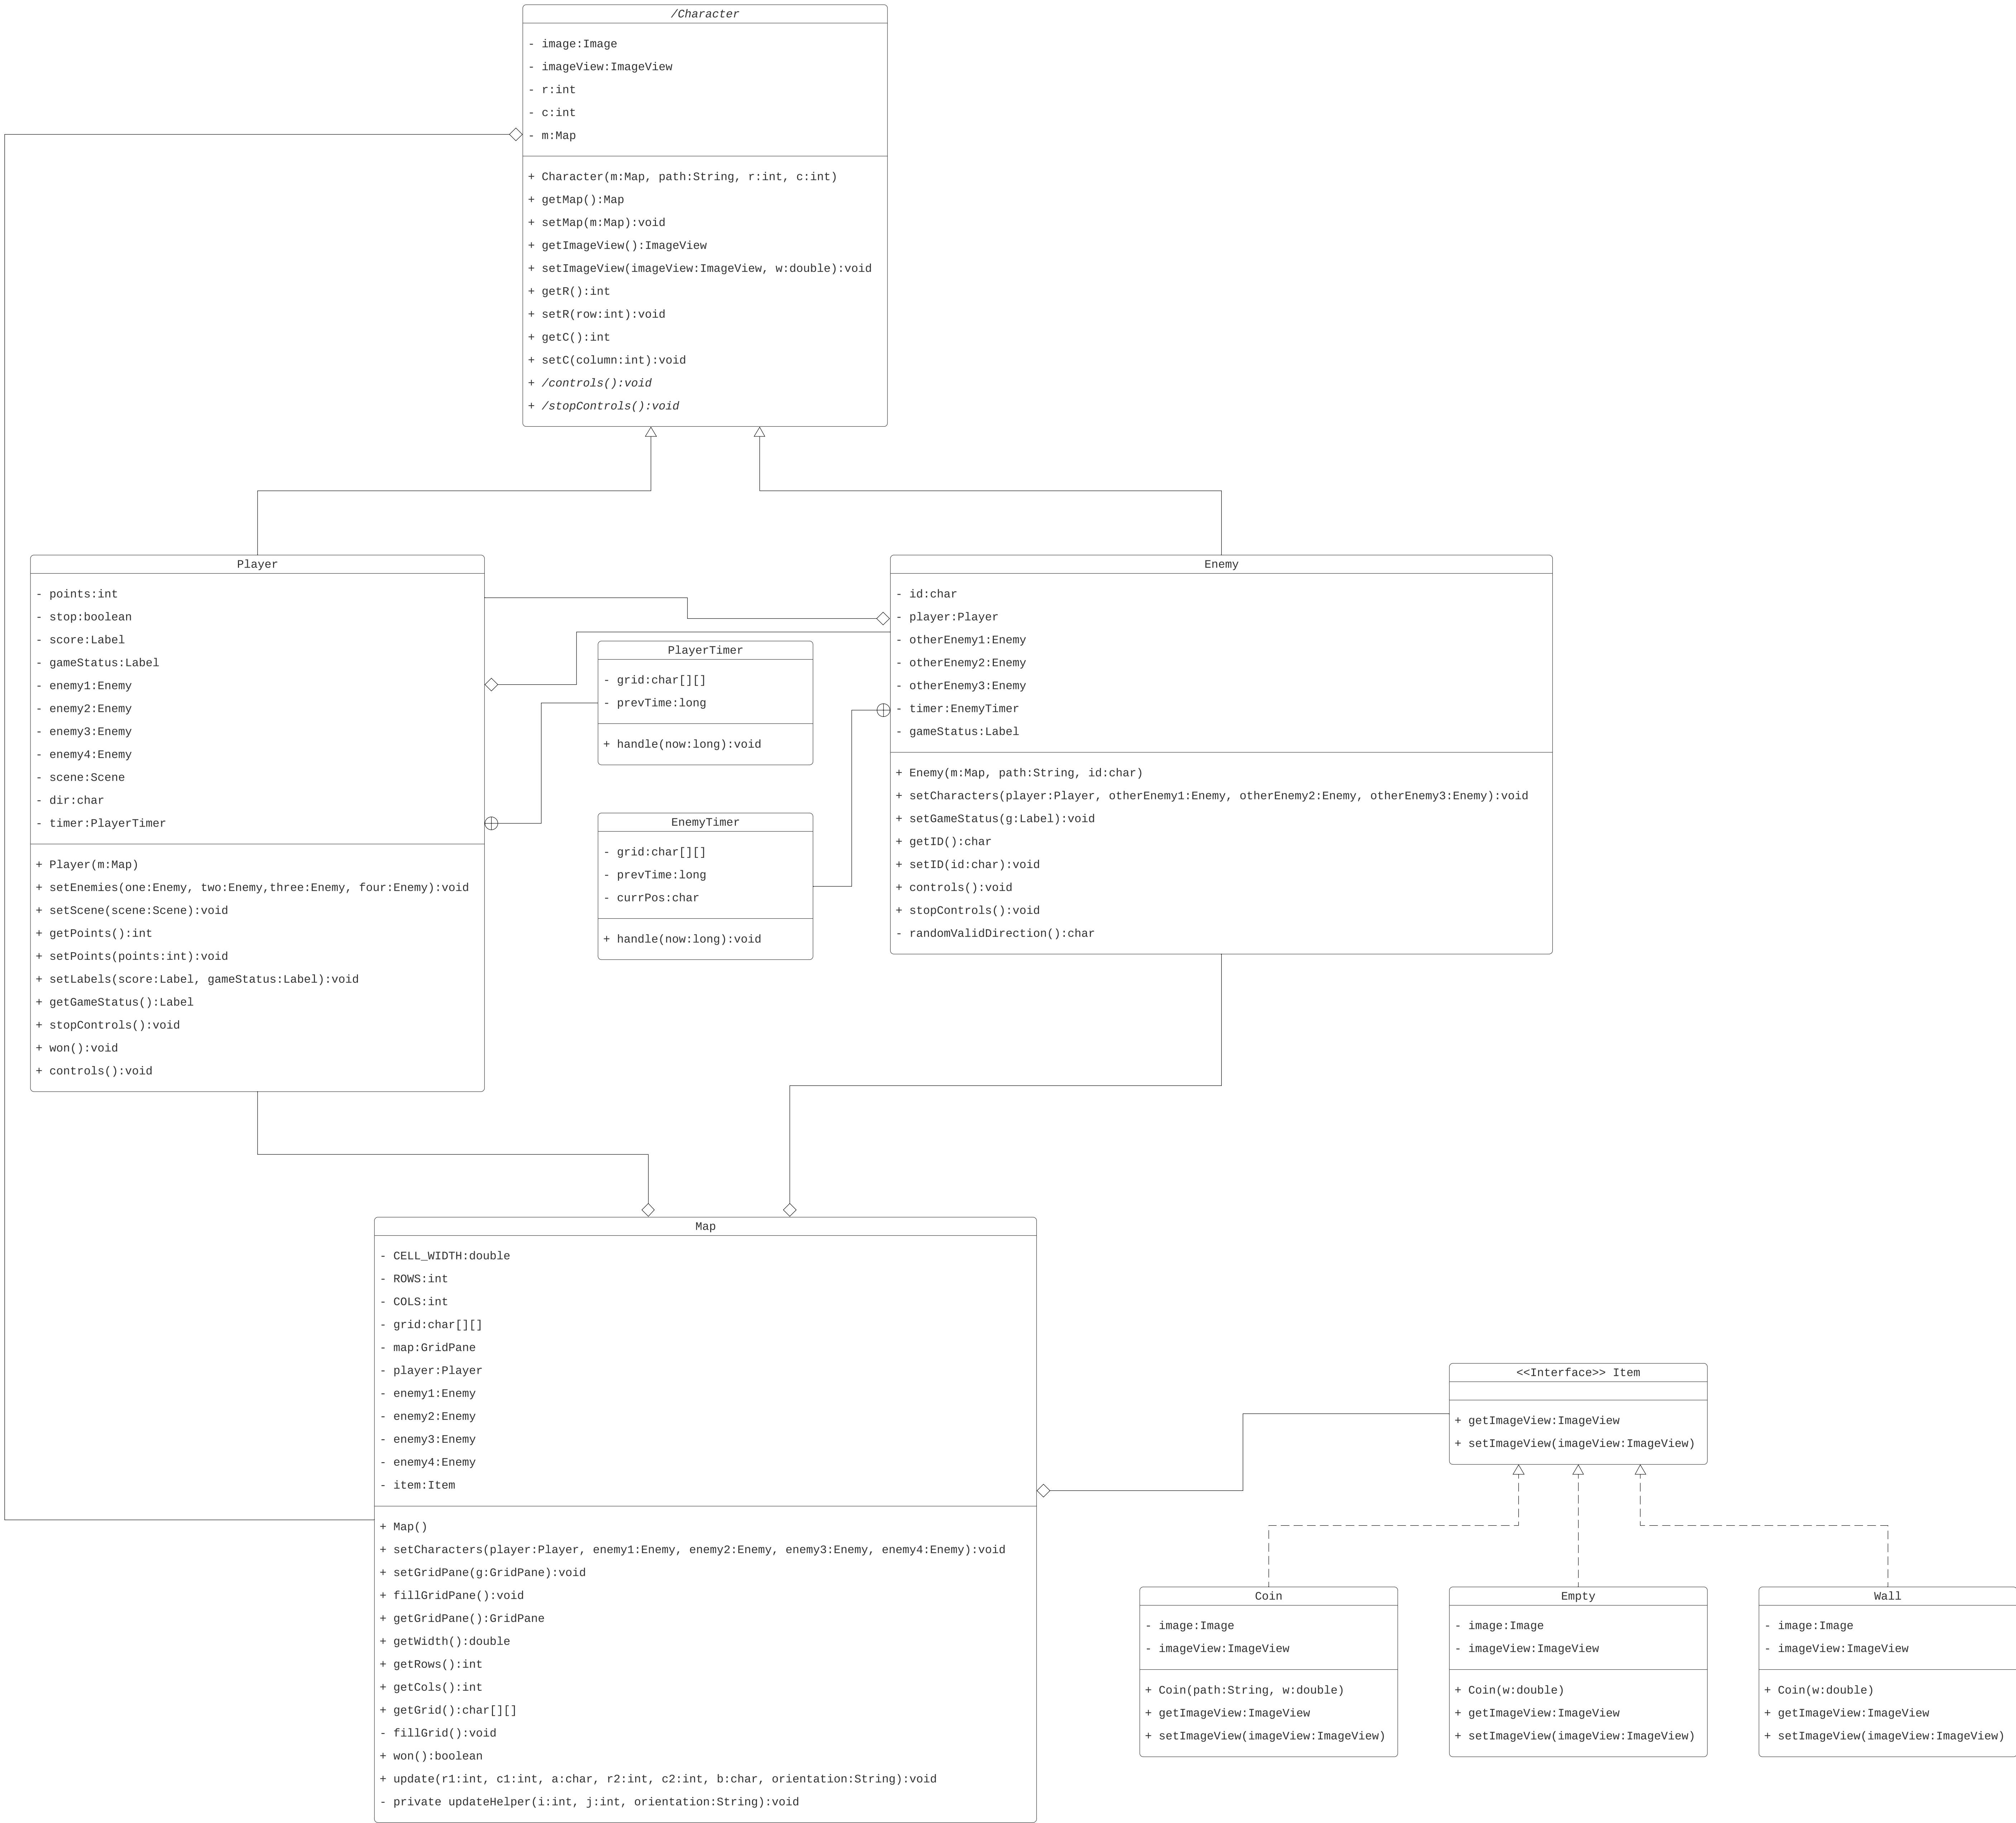 /Character
- image:Image
- imageView:ImageView
- r:int
- c:int
- m:Map
+ Character(m:Map, path:String, r:int, c:int)
+ getMap():Map
+ setMap(m:Map):void
+ getImageView():ImageView
+ setImageView(imageView:ImageView, w:double):void
+ getR():int
+ setR(row:int):void
+ getC():int
+ setC(column:int):void
+ /controls():void
+ /stopControls():void
Player
- points:int
- stop:boolean
- score:Label
- gameStatus:Label
- enemy1:Enemy
- enemy2:Enemy
- enemy3:Enemy
- enemy4:Enemy
- scene:Scene
- dir:char
- timer:PlayerTimer
+ Player(m:Map)
+ setEnemies(one:Enemy, two:Enemy,three:Enemy, four:Enemy):void
+ setScene(scene:Scene):void
+ getPoints():int
+ setPoints(points:int):void
+ setLabels(score:Label, gameStatus:Label):void
+ getGameStatus():Label
+ stopControls():void
+ won():void
+ controls():void
PlayerTimer
- grid:char[][]
- prevTime:long
+ handle(now:long):void
EnemyTimer
- grid:char[][]
- prevTime:long
- currPos:char
+ handle(now:long):void
Enemy
- id:char
- player:Player
- otherEnemy1:Enemy
- otherEnemy2:Enemy
- otherEnemy3:Enemy
- timer:EnemyTimer
- gameStatus:Label
+ Enemy(m:Map, path:String, id:char)
+ setCharacters(player:Player, otherEnemy1:Enemy, otherEnemy2:Enemy, otherEnemy3:Enemy):void
+ setGameStatus(g:Label):void
+ getID():char
+ setID(id:char):void
+ controls():void
+ stopControls():void
- randomValidDirection():char
Map
- CELL_WIDTH:double
- ROWS:int
- COLS:int
- grid:char[][]
- map:GridPane
- player:Player
- enemy1:Enemy
- enemy2:Enemy
- enemy3:Enemy
- enemy4:Enemy
- item:Item
+ Map()
+ setCharacters(player:Player, enemy1:Enemy, enemy2:Enemy, enemy3:Enemy, enemy4:Enemy):void
+ setGridPane(g:GridPane):void
+ fillGridPane():void
+ getGridPane():GridPane
+ getWidth():double
+ getRows():int
+ getCols():int
+ getGrid():char[][]
- fillGrid():void
+ won():boolean
+ update(r1:int, c1:int, a:char, r2:int, c2:int, b:char, orientation:String):void
- private updateHelper(i:int, j:int, orientation:String):void
<<Interface>> Item
+ getImageView:ImageView
+ setImageView(imageView:ImageView)
Coin
- image:Image
- imageView:ImageView
+ Coin(path:String, w:double)
+ getImageView:ImageView
+ setImageView(imageView:ImageView)
Empty
- image:Image
- imageView:ImageView
+ Coin(w:double)
+ getImageView:ImageView
+ setImageView(imageView:ImageView)
Wall
- image:Image
- imageView:ImageView
+ Coin(w:double)
+ getImageView:ImageView
+ setImageView(imageView:ImageView)